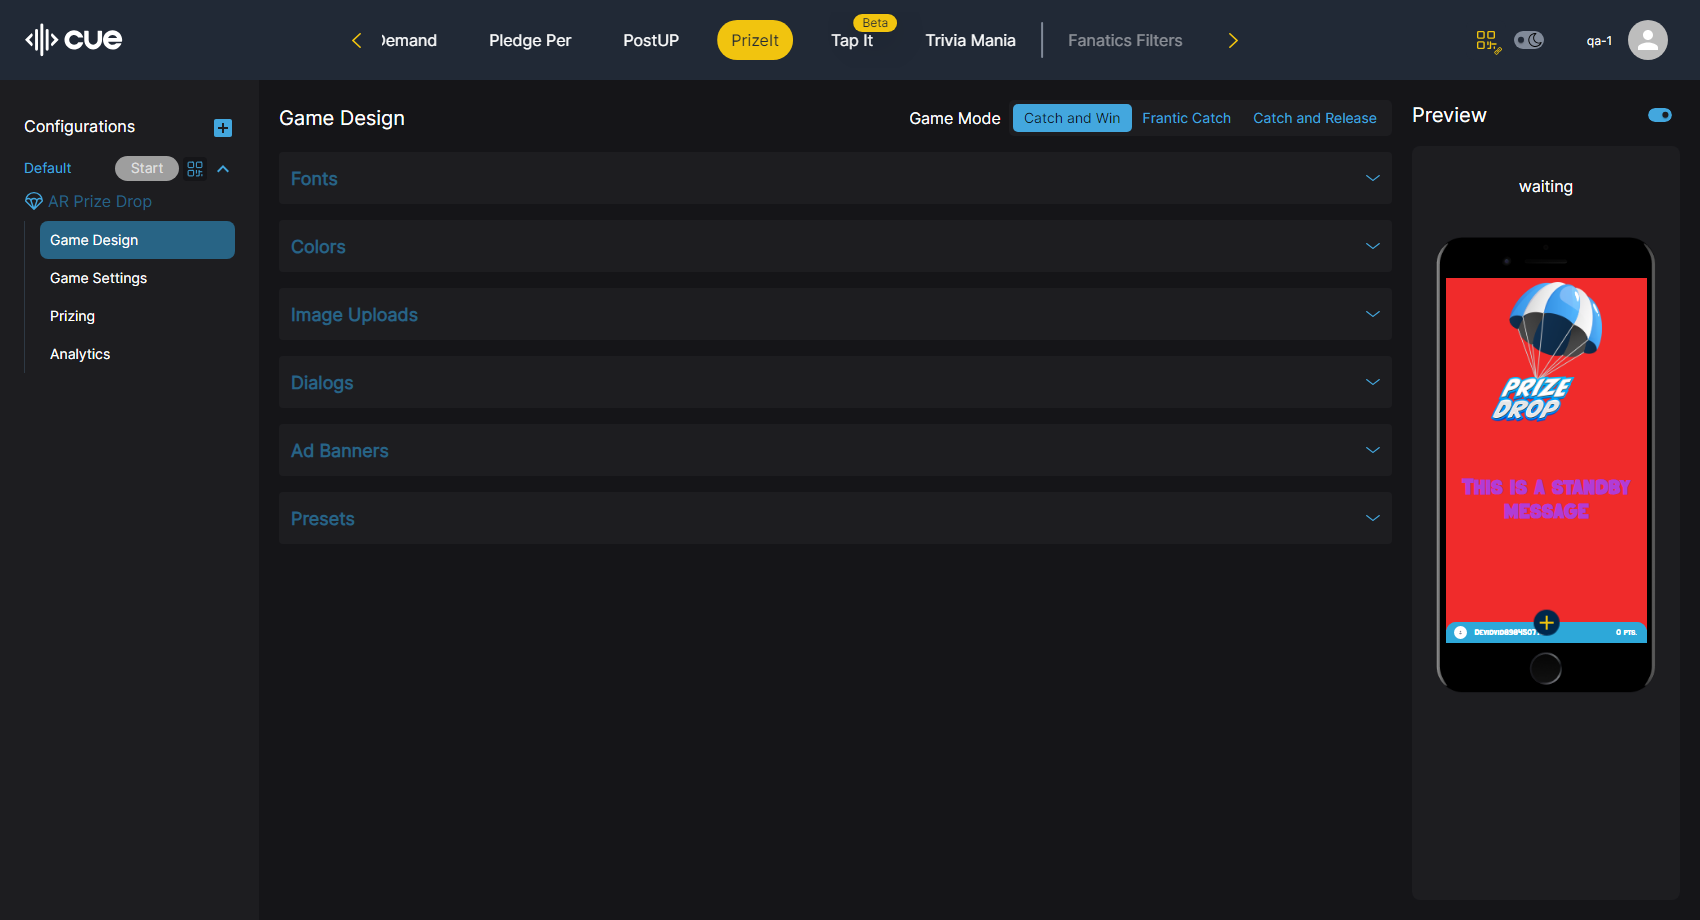 cue
Demand
Pledge Per
PostUP
PrizeIt
Beta
Tap It
Trivia Mania
Fanatics Filters
qa-1
Configurations
Default
Start
AR Prize Drop
Game Design
Game Settings
Prizing
Analytics
Game Design
Game Mode
Catch and Win
Frantic Catch
Catch and Release
Fonts
Colors
Image Uploads
Dialogs
Ad Banners
Presets
Preview
waiting
PRIZE
DROP
THIS IS A STANDBY
MESSAGE
0 PTS.